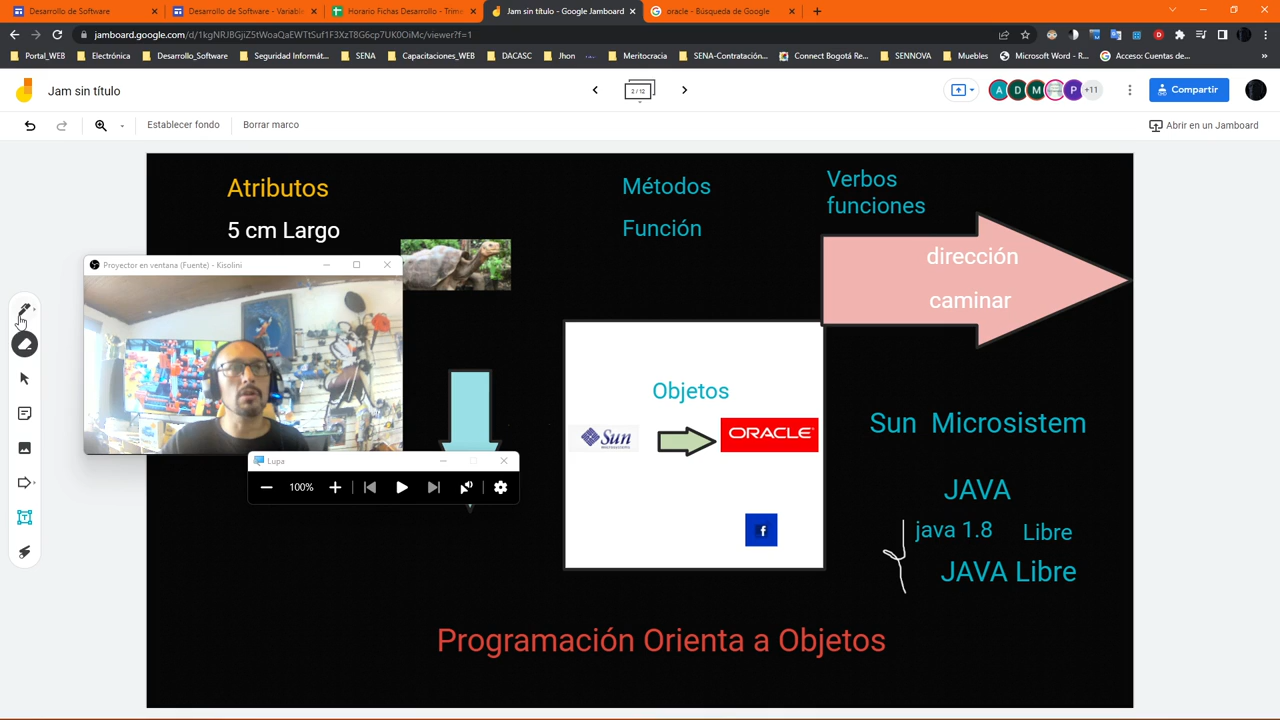 Desarrollo de Software
Desarrollo de Software - Variable
Horario Fichas Desarrollo - Trime
Jam sin título - Google Jamboard
oracle - Búsqueda de Google
jamboard.google.com/d/1kgNRJ8GjiZ5tWoaQaEWTtSuf1F3XzT8G6cp7UK0OiMc/viewer?f=1
Portal_WEB
Electrónica
Desarrollo_Software
Seguridad Informát...
SENA
Capacitaciones_WEB
DACASC
Jhon
Meritocracia
SENA-Contratación...
Connect Bogotá Re...
SENNOVA
Muebles
Microsoft Word - R...
Acceso: Cuentas de...
Jam sin título
2 / 12
A D M P +11
Compartir
Establecer fondo
Borrar marco
Abrir en un Jamboard
Atributos
5 cm Largo
Métodos
Función
Verbos
funciones
dirección
caminar
Proyector en ventana (Fuente) - Kisolini
Objetos
Sun
ORACLE
f
Lupa
100%
Sun Microsistem
JAVA
java 1.8 Libre
JAVA Libre
Programación Orienta a Objetos